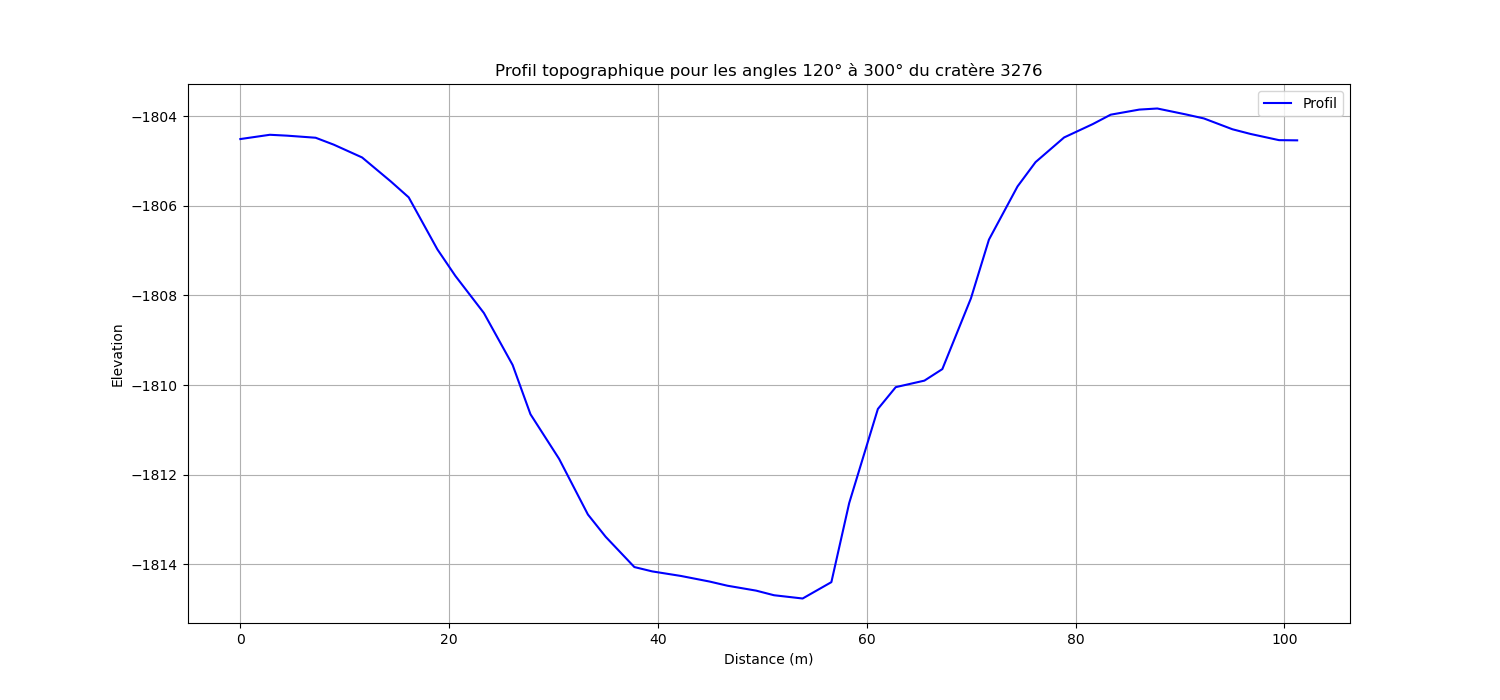 Profil topographique pour les angles 120° à 300° du cratère 3276
Profil
−1804
−1806
−1808
−1810
−1812
−1814
Elevation
0 20 40 60 80 100
Distance (m)